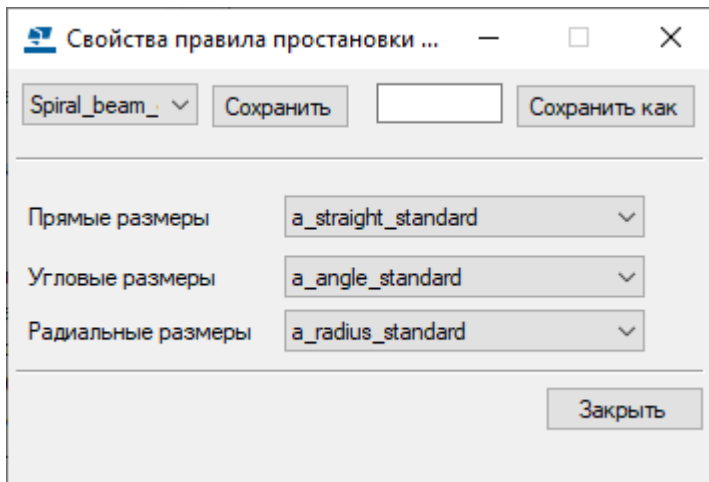 Свойства правила простановки ...
Spiral_beam_ Сохранить Сохранить как
Прямые размеры a_straight_standard
Угловые размеры a_angle_standard
Радиальные размеры a_radius_standard
Закрыть